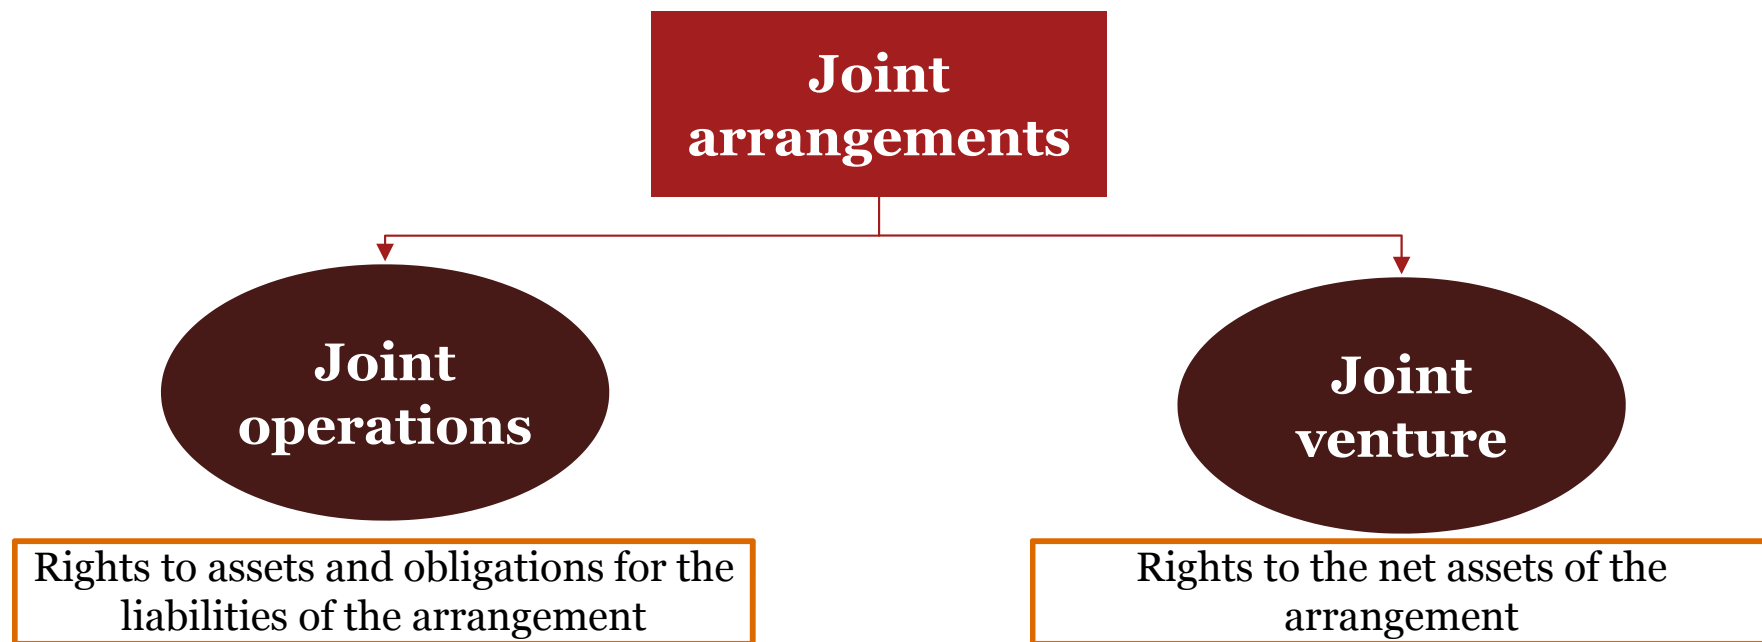 Joint
arrangements
Joint
operations
Joint
venture
Rights to assets and obligations for the
liabilities of the arrangement
Rights to the net assets of the
arrangement